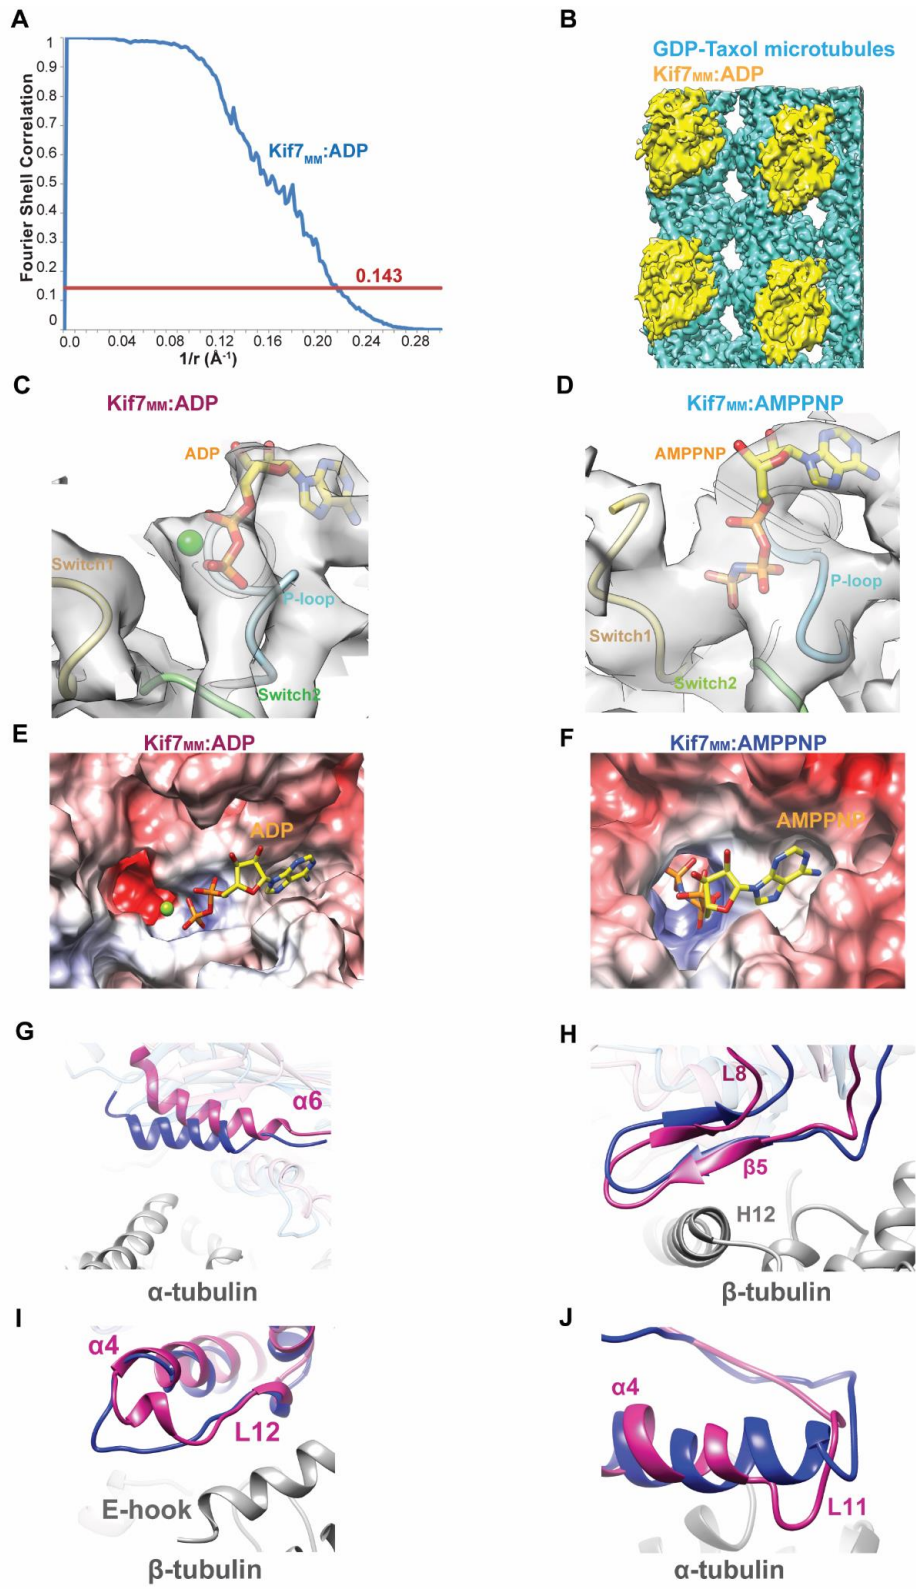 A
Fourier Shell Correlation
1
0.9
0.8
0.7
0.6
0.5
0.4
0.3
0.2
0.1
0
Kif7MM:ADP
0.143
0.0 0.04 0.08 0.12 0.16 0.20 0.24 0.28
1/r (Å-1)
B
GDP-Taxol microtubules
Kif7MM:ADP
C
Kif7MM:ADP
ADP
Switch1
P-loop
Switch2
D
Kif7MM:AMPPNP
AMPPNP
P-loop
Switch1
Switch2
E
Kif7MM:ADP
ADP
F
Kif7MM:AMPPNP
AMPPNP
G
α6
α-tubulin
H
L8
β5
H12
β-tubulin
I
α4
L12
E-hook
β-tubulin
J
α4
L11
α-tubulin